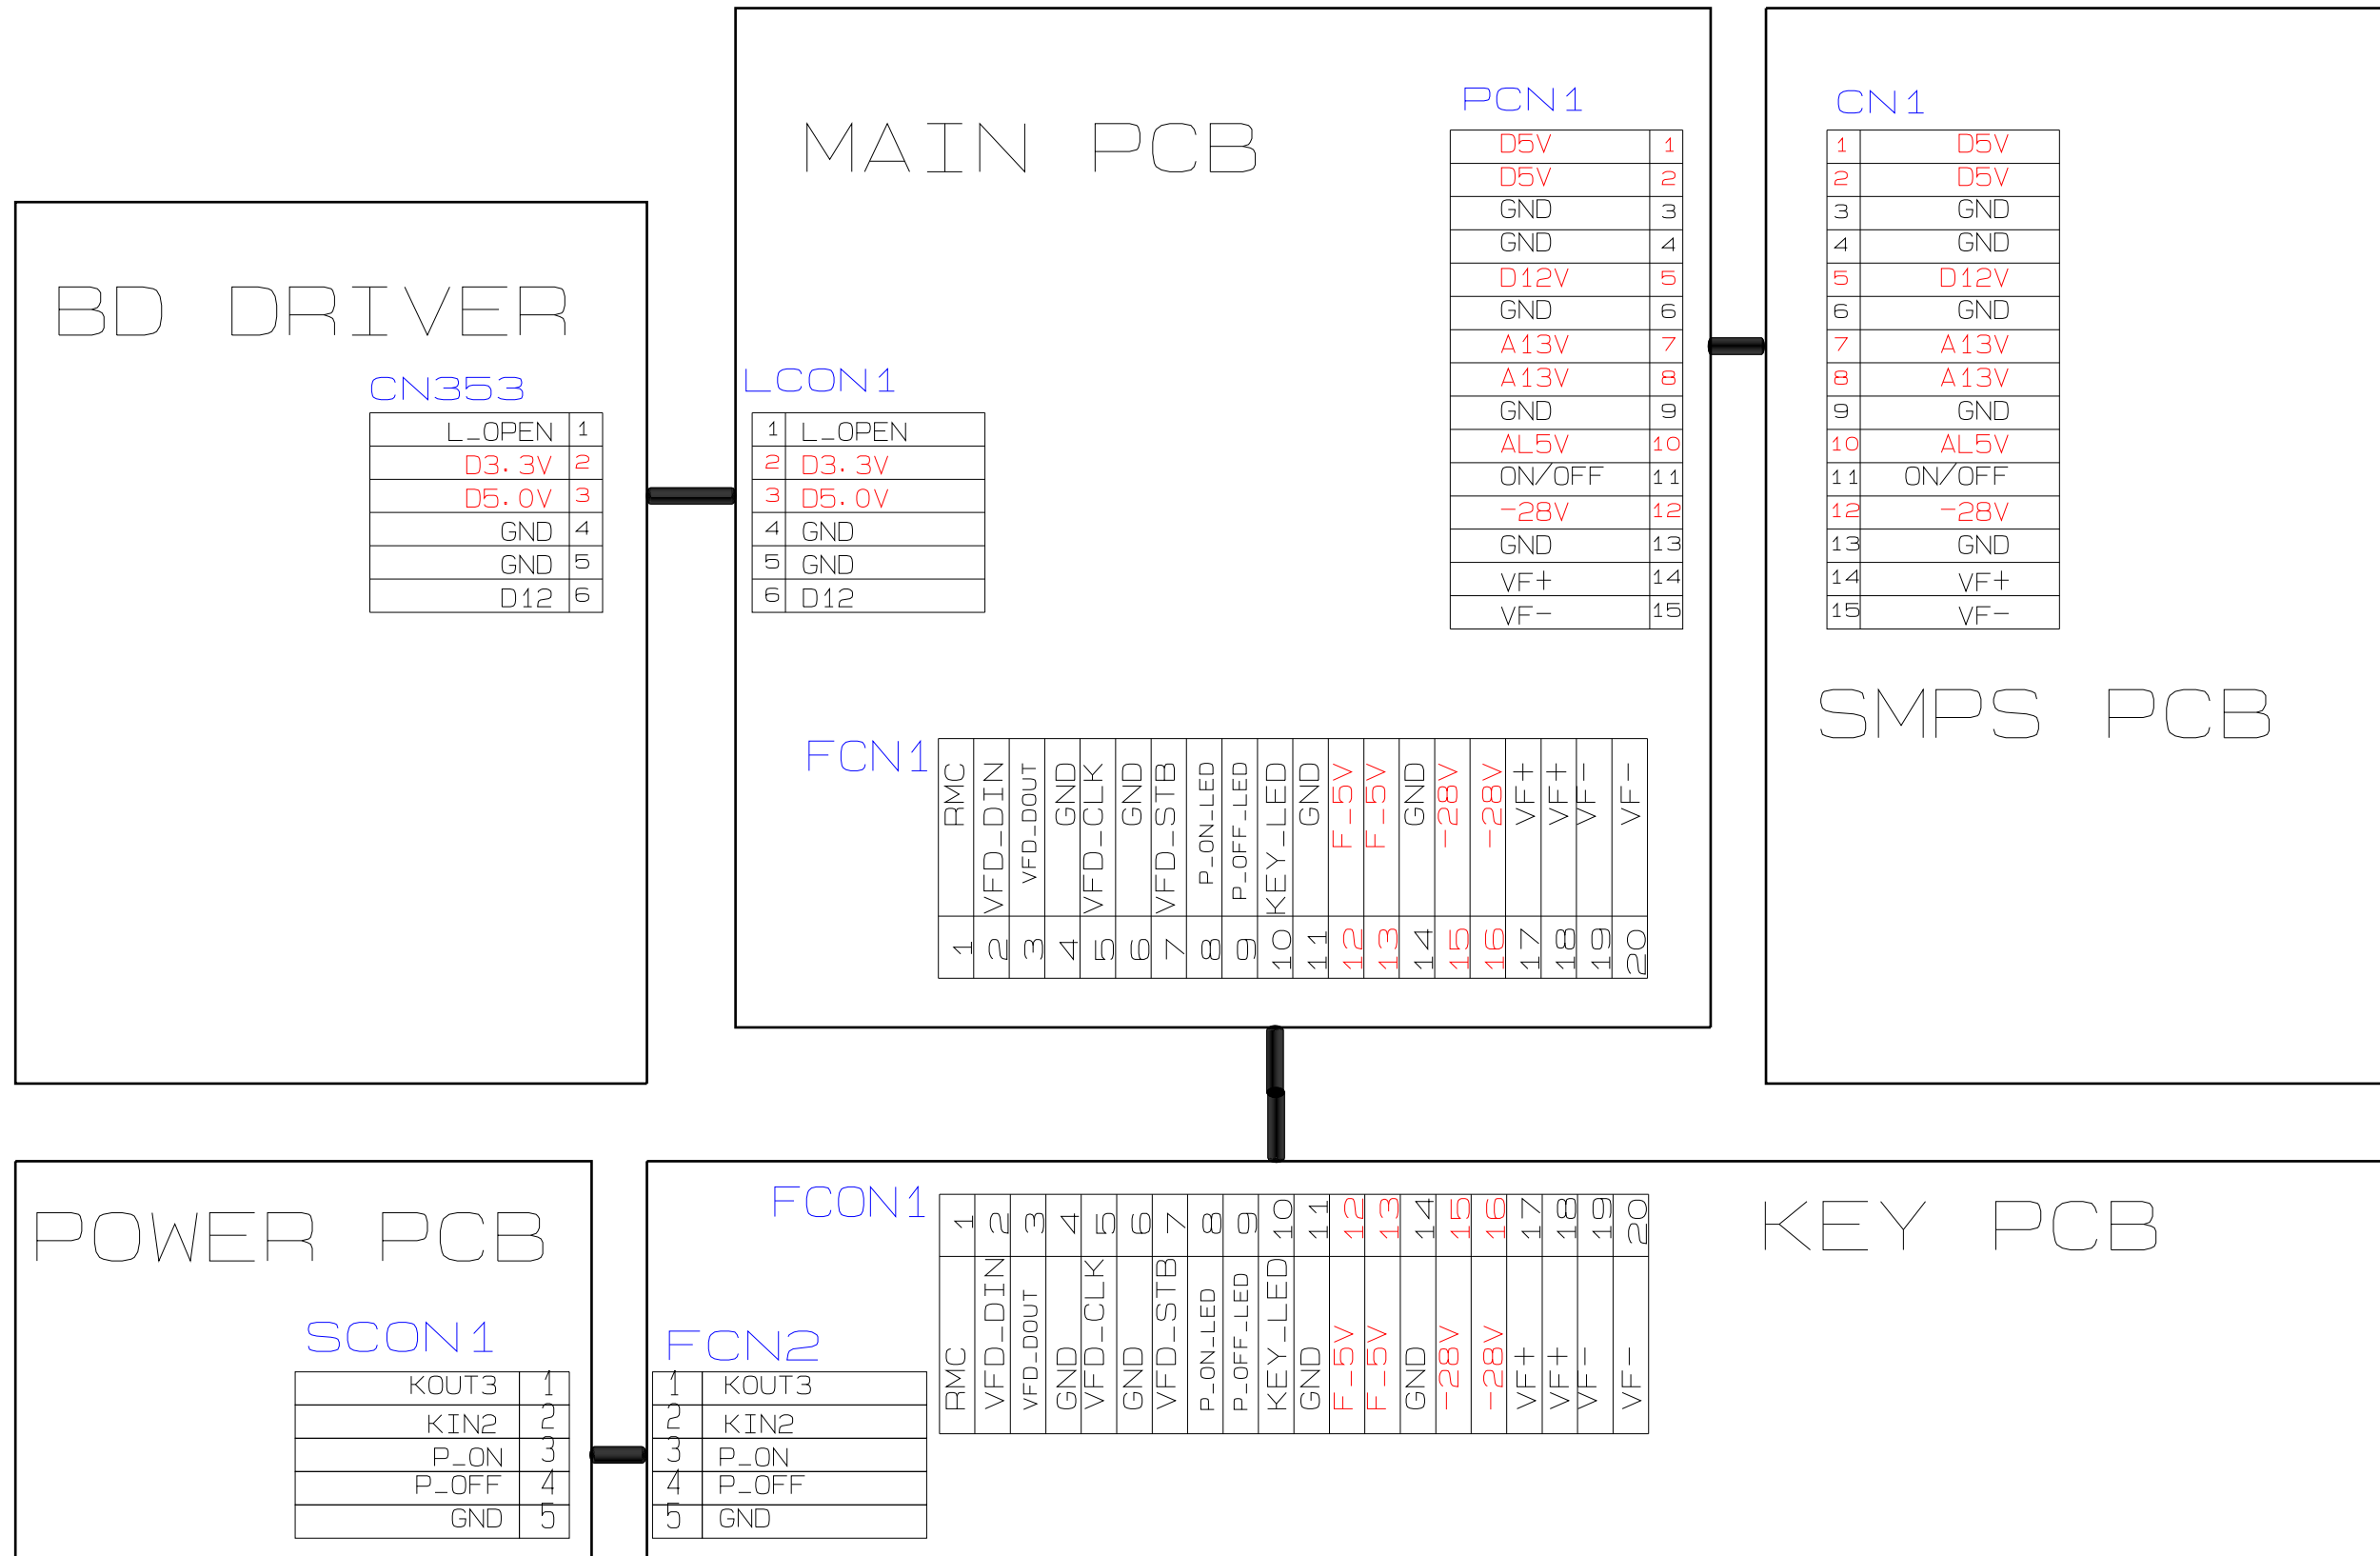 MAIN PCB
PCN1
D5V 1
D5V 2
GND 3
GND 4
D12V 5
GND 6
A13V 7
A13V 8
GND 9
AL5V 10
ON/OFF 11
-28V 12
GND 13
VF+ 14
VF- 15
CN1
1 D5V
2 D5V
3 GND
4 GND
5 D12V
6 GND
7 A13V
8 A13V
9 GND
10 AL5V
11 ON/OFF
12 -28V
13 GND
14 VF+
15 VF-
SMPS PCB
BD DRIVER
CN353
L_OPEN 1
D3.3V 2
D5.0V 3
GND 4
GND 5
D12 6
LCON1
1 L_OPEN
2 D3.3V
3 D5.0V
4 GND
5 GND
6 D12
FCN1
RMC 1
VFD_DIN 2
VFD_DOUT 3
GND 4
VFD_CLK 5
GND 6
VFD_STB 7
P_ON_LED 8
P_OFF_LED 9
KEY_LED 10
GND 11
F_5V 12
F_5V 13
GND 14
-28V 15
-28V 16
VF+ 17
VF+ 18
VF- 19
VF- 20
POWER PCB
SCON1
KOUT3 1
KIN2 2
P_ON 3
P_OFF 4
GND 5
FCN2
1 KOUT3
2 KIN2
3 P_ON
4 P_OFF
5 GND
FCON1
1 RMC
2 VFD_DIN
3 VFD_DOUT
4 GND
5 VFD_CLK
6 GND
7 VFD_STB
8 P_ON_LED
9 P_OFF_LED
10 KEY_LED
11 GND
12 F_5V
13 F_5V
14 GND
15 -28V
16 -28V
17 VF+
18 VF+
19 VF-
20 VF-
KEY PCB